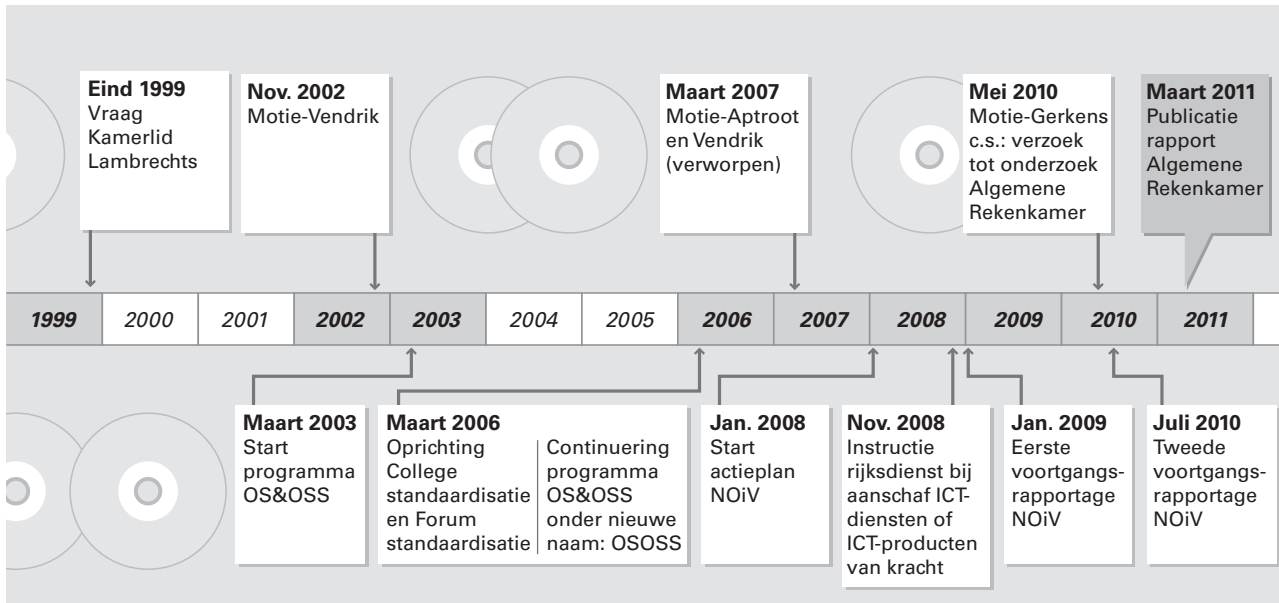 Eind 1999
Vraag
Kamerlid
Lambrechts
Nov. 2002
Motie-Vendrik
Maart 2007
Motie-Aptroot
en Vendrik
(verworpen)
Mei 2010
Motie-Gerkens
c.s.: verzoek
tot onderzoek
Algemene
Rekenkamer
Maart 2011
Publicatie
rapport
Algemene
Rekenkamer
1999 2000 2001 2002 2003 2004 2005 2006 2007 2008 2009 2010 2011
Maart 2003
Start
programma
OS&OSS
Maart 2006
Oprichting
College
standaardisatie
en Forum
standaardisatie
Continuering
programma
OS&OSS
onder nieuwe
naam: OSOSS
Jan. 2008
Start
actieplan
NOiV
Nov. 2008
Instructie
rijksdienst bij
aanschaf ICT-
diensten of
ICT-producten
van kracht
Jan. 2009
Eerste
voortgangs-
rapportage
NOiV
Juli 2010
Tweede
voortgangs-
rapportage
NOiV